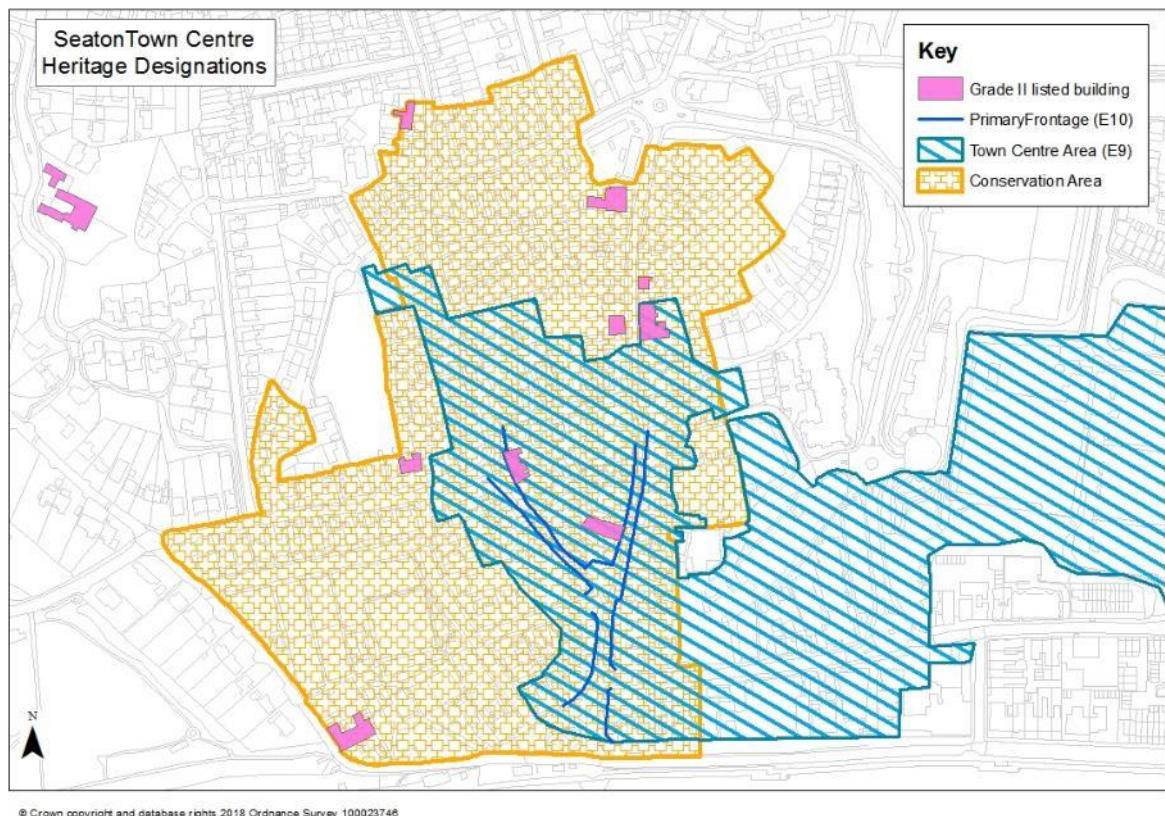 SeatonTown Centre
Heritage Designations
Key
Grade II listed building
PrimaryFrontage (E10)
Town Centre Area (E9)
Conservation Area
N
© Crown copyright and database rights 2018 Ordnance Survey 100023746